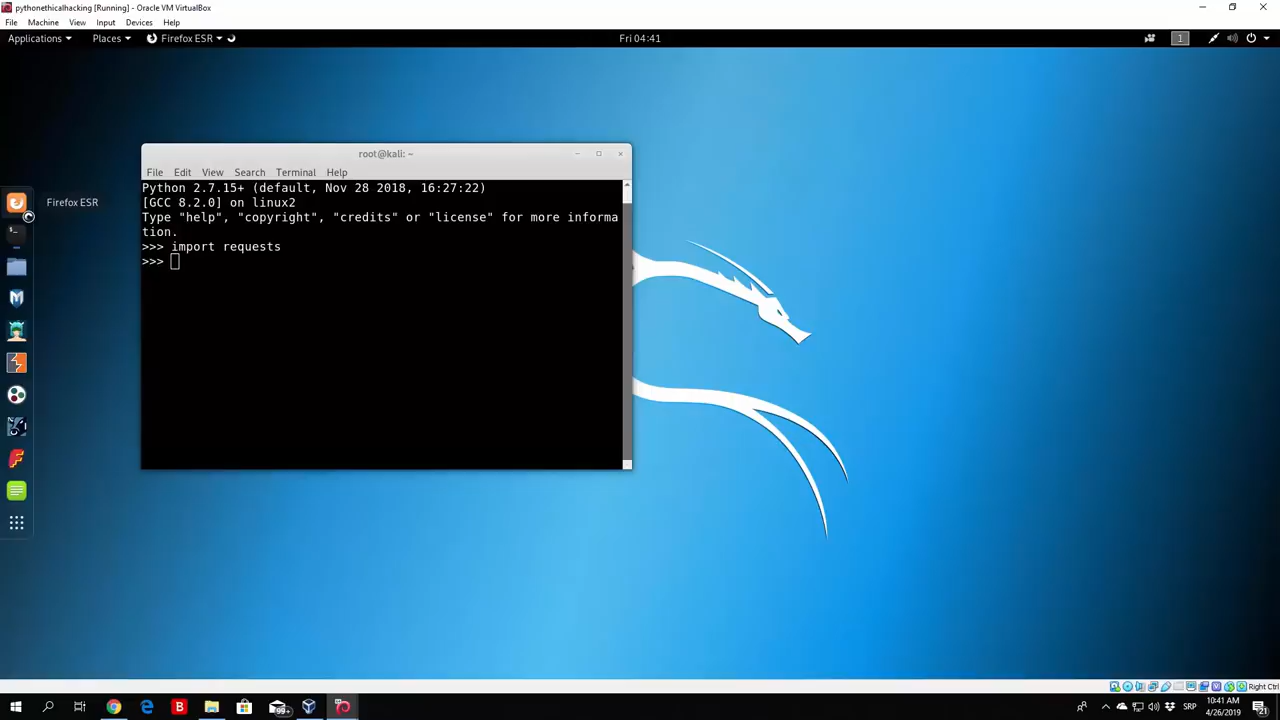 pythonethicalhacking [Running] - Oracle VM VirtualBox
File Machine View Input Devices Help
Applications Places Firefox ESR Fri 04:41 1
root@kali: ~
File Edit View Search Terminal Help
Python 2.7.15+ (default, Nov 28 2018, 16:27:22)
[GCC 8.2.0] on linux2
Type "help", "copyright", "credits" or "license" for more informa
tion.
>>> import requests
>>>
Firefox ESR
Right Ctrl
99+
SRP
10:41 AM
4/26/2019
21